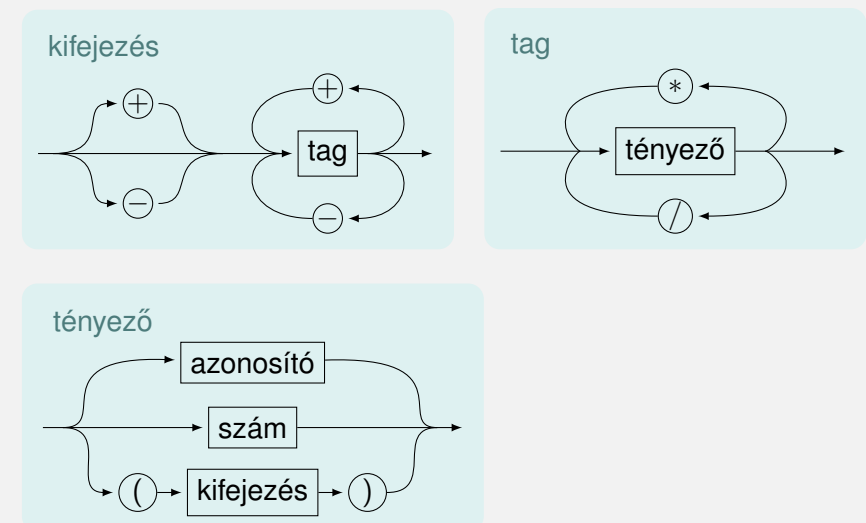 kifejezés
+
−
+
tag
−
tag
*
tényező
/
tényező
azonosító
szám
( kifejezés )